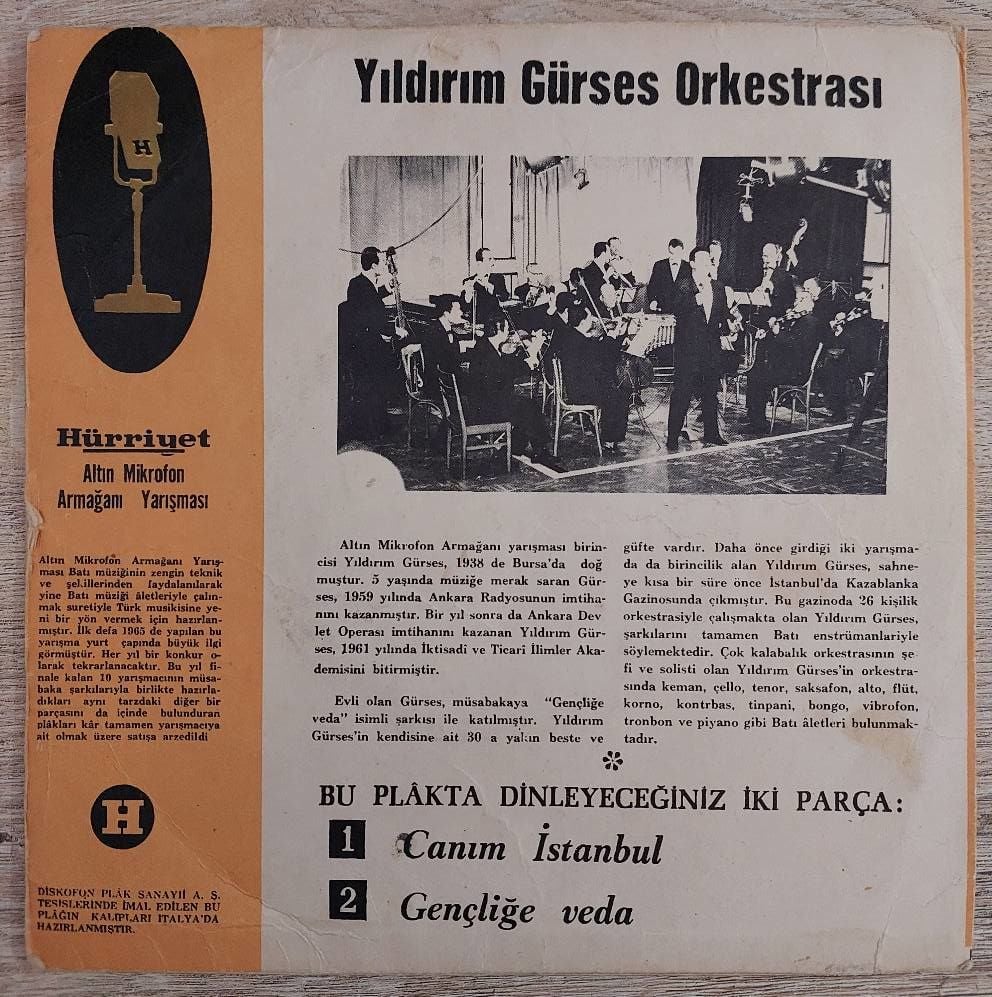 Yıldırım Gürses Orkestrası
H
Hürriyet
Altın Mikrofon
Armağanı Yarışması
Altın Mikrofon Armağanı Yarış-
ması Batı müziğinin zengin teknik
ve şekillerinden faydalanılarak
yine Batı müziği âletleriyle çalın-
mak suretiyle Türk musikisine ye-
ni bir yön vermek için hazırlan-
mıştır. İlk defa 1965 de yapılan bu
yarışma yurt çapında büyük ilgi
görmüştür. Her yıl bir konkur o-
larak tekrarlanacaktır. Bu yıl fi-
nale kalan 10 yarışmacının müsa-
baka şarkılarıyla birlikte hazırla-
dıkları aynı tarzdaki diğer bir
parçasını da içinde bulunduran
plâkları kâr tamamen yarışmacıya
ait olmak üzere satışa arzedildi
H
DİSKOFON PLÂK SANAYİİ A. Ş.
TESİSLERİNDE İMAL EDİLEN BU
PLÂĞIN KALIPLARI İTALYA'DA
HAZIRLANMIŞTIR.
Altın Mikrofon Armağanı yarışması birin-
cisi Yıldırım Gürses, 1938 de Bursa'da doğ
muştur. 5 yaşında müziğe merak saran Gür-
ses, 1959 yılında Ankara Radyosunun imtiha-
nını kazanmıştır. Bir yıl sonra da Ankara Dev
let Operası imtihanını kazanan Yıldırım Gür-
ses, 1961 yılında İktisadî ve Ticarî İlimler Aka-
demisini bitirmiştir.
Evli olan Gürses, müsabakaya "Gençliğe
veda" isimli şarkısı ile katılmıştır. Yıldırım
Gürses'in kendisine ait 30 a yakın beste ve
güfte vardır. Daha önce girdiği iki yarışma-
da da birincilik alan Yıldırım Gürses, sahne-
ye kısa bir süre önce İstanbul'da Kazablanka
Gazinosunda çıkmıştır. Bu gazinoda 26 kişilik
orkestrasiyle çalışmakta olan Yıldırım Gürses,
şarkılarını tamamen Batı enstrümanlariyle
söylemektedir. Çok kalabalık orkestrasının şe-
fi ve solisti olan Yıldırım Gürses'in orkestra-
sında keman, çello, tenor, saksafon, alto, flüt,
korno, kontrbas, tinpani, bongo, vibrofon,
tronbon ve piyano gibi Batı âletleri bulunmak-
tadır.
BU PLÂKTA DİNLEYECEĞİNİZ İKİ PARÇA:
1 Canım İstanbul
2 Gençliğe veda